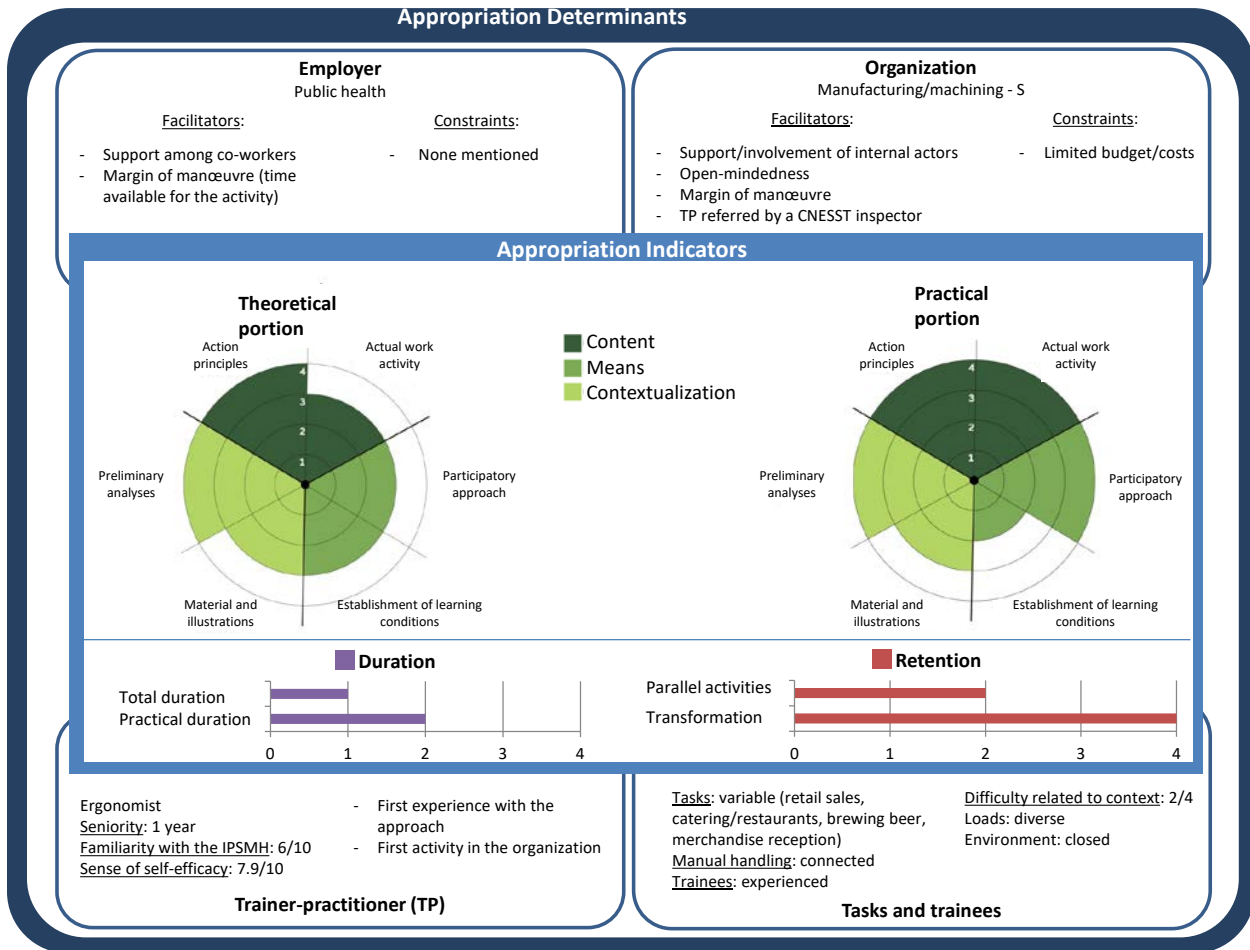 Appropriation Determinants
Employer
Public health
Facilitators:
Constraints:
- Support among co-workers
- Margin of manœuvre (time
available for the activity)
- None mentioned
Organization
Manufacturing/machining - S
Facilitators:
Constraints:
- Support/involvement of internal actors
- Open-mindedness
- Margin of manœuvre
- TP referred by a CNESST inspector
- Limited budget/costs
Appropriation Indicators
Theoretical
portion
Action
principles
Actual work
activity
4
3
2
1
Preliminary
analyses
Participatory
approach
Material and
illustrations
Establishment of learning
conditions
Content
Means
Contextualization
Practical
portion
Action
principles
Actual work
activity
4
3
2
1
Preliminary
analyses
Participatory
approach
Material and
illustrations
Establishment of learning
conditions
Duration
Total duration
Practical duration
0 1 2 3 4
Retention
Parallel activities
Transformation
0 1 2 3 4
Ergonomist
Seniority: 1 year
Familiarity with the IPSMH: 6/10
Sense of self-efficacy: 7.9/10
- First experience with the
approach
- First activity in the organization
Trainer-practitioner (TP)
Tasks: variable (retail sales,
catering/restaurants, brewing beer,
merchandise reception)
Manual handling: connected
Trainees: experienced
Difficulty related to context: 2/4
Loads: diverse
Environment: closed
Tasks and trainees